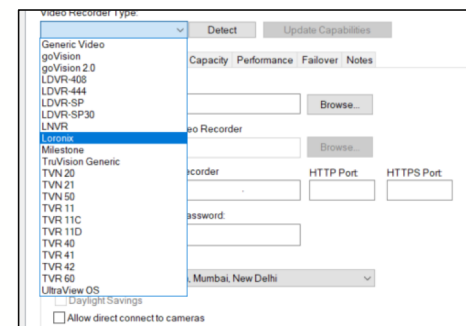 Video Recorder Type:
Detect
Update Capabilities
Generic Video
goVision
goVision 2.0
Capacity Performance Failover Notes
LDVR-408
LDVR-444
LDVR-SP
Browse...
LDVR-SP30
LNVR
eo Recorder
Loronix
Milestone
Browse...
TruVision Generic
TVN 20
ecorder
HTTP Port
HTTPS Port
TVN 21
TVN 50
TVR 11
TVR 11C
assword:
TVR 11D
TVR 40
TVR 41
TVR 42
, Mumbai, New Delhi
TVR 60
UltraView OS
Daylight Savings
Allow direct connect to cameras